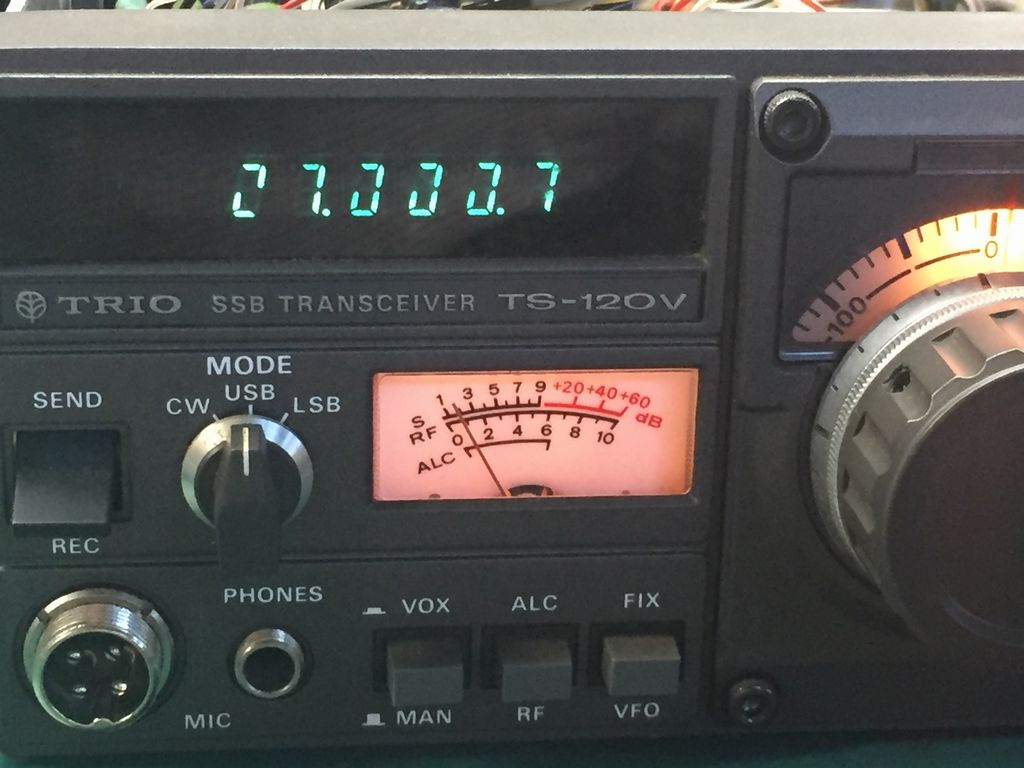 27.000.7
TRIO SSB TRANSCEIVER TS-120V
MODE
CW USB LSB
SEND
REC
S 1 3 5 7 9 +20 +40 +60 dB
RF 0 2 4 6 8 10
ALC
100 0
PHONES
MIC
VOX ALC FIX
MAN RF VFO